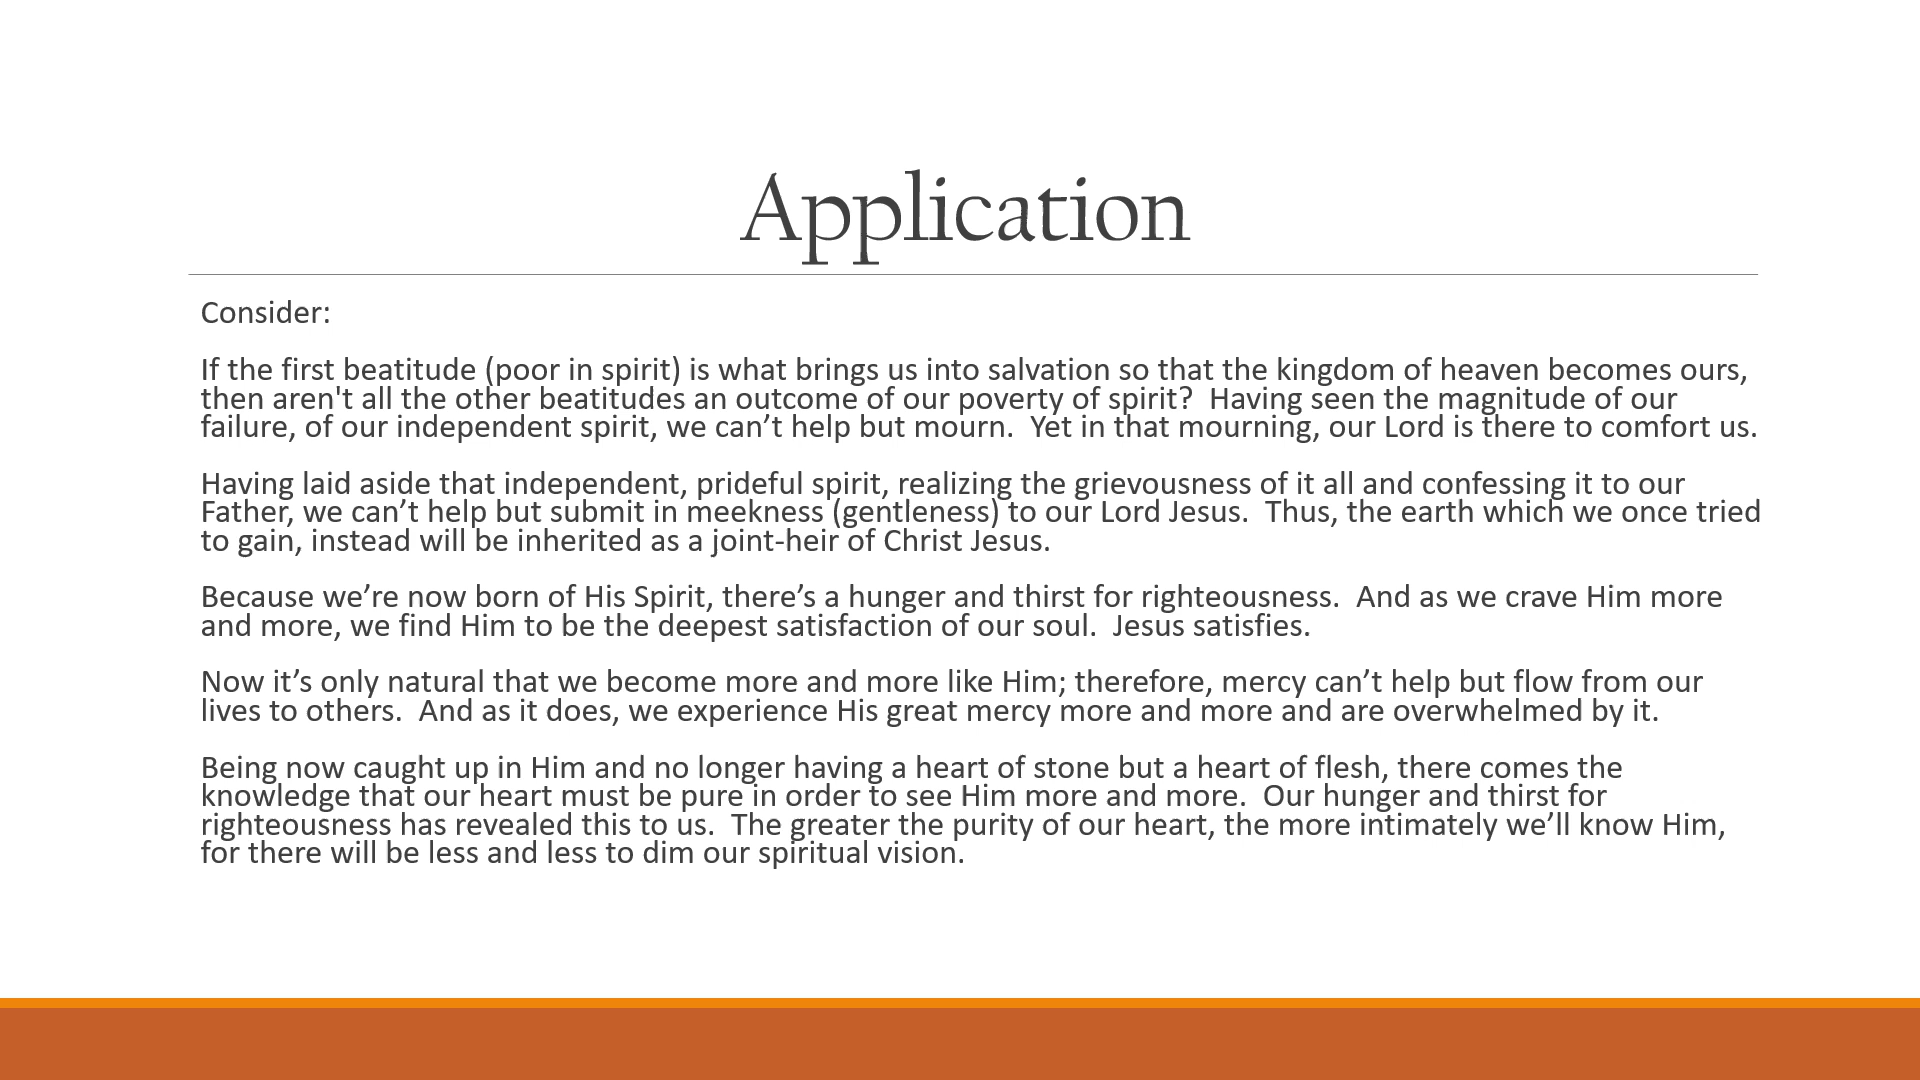 Application
Consider:
If the first beatitude (poor in spirit) is what brings us into salvation so that the kingdom of heaven becomes ours,
then aren't all the other beatitudes an outcome of our poverty of spirit?  Having seen the magnitude of our
failure, of our independent spirit, we can’t help but mourn.  Yet in that mourning, our Lord is there to comfort us.
Having laid aside that independent, prideful spirit, realizing the grievousness of it all and confessing it to our
Father, we can’t help but submit in meekness (gentleness) to our Lord Jesus.  Thus, the earth which we once tried
to gain, instead will be inherited as a joint-heir of Christ Jesus.
Because we’re now born of His Spirit, there’s a hunger and thirst for righteousness.  And as we crave Him more
and more, we find Him to be the deepest satisfaction of our soul.  Jesus satisfies.
Now it’s only natural that we become more and more like Him; therefore, mercy can’t help but flow from our
lives to others.  And as it does, we experience His great mercy more and more and are overwhelmed by it.
Being now caught up in Him and no longer having a heart of stone but a heart of flesh, there comes the
knowledge that our heart must be pure in order to see Him more and more.  Our hunger and thirst for
righteousness has revealed this to us.  The greater the purity of our heart, the more intimately we’ll know Him,
for there will be less and less to dim our spiritual vision.